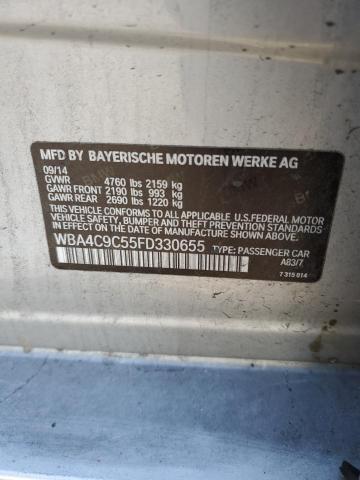 MFD BY BAYERISCHE MOTOREN WERKE AG
09/14
GVWR 4760 lbs 2159 kg
GAWR FRONT 2190 lbs 993 kg
GAWR REAR 2690 lbs 1220 kg
THIS VEHICLE CONFORMS TO ALL APPLICABLE U.S.FEDERAL MOTOR
VEHICLE SAFETY, BUMPER AND THEFT PREVENTION STANDARDS
IN EFFECT ON THE DATE OF MANUFACTURE SHOWN ABOVE.
WBA4C9C55FD330655 TYPE: PASSENGER CAR
A83/7
7 315 014